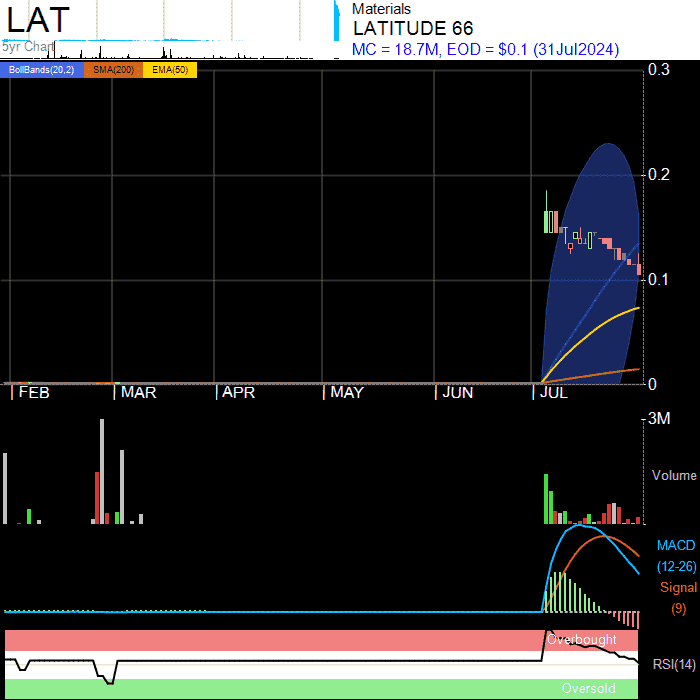 LAT
5yr Chart
Materials
LATITUDE 66
MC = 18.7M, EOD = $0.1 (31Jul2024)
BollBands(20,2) SMA(200) EMA(50)
0.3
0.2
0.1
0
FEB MAR APR MAY JUN JUL
3M
Volume
MACD
(12-26)
Signal
(9)
Overbought
RSI(14)
Oversold